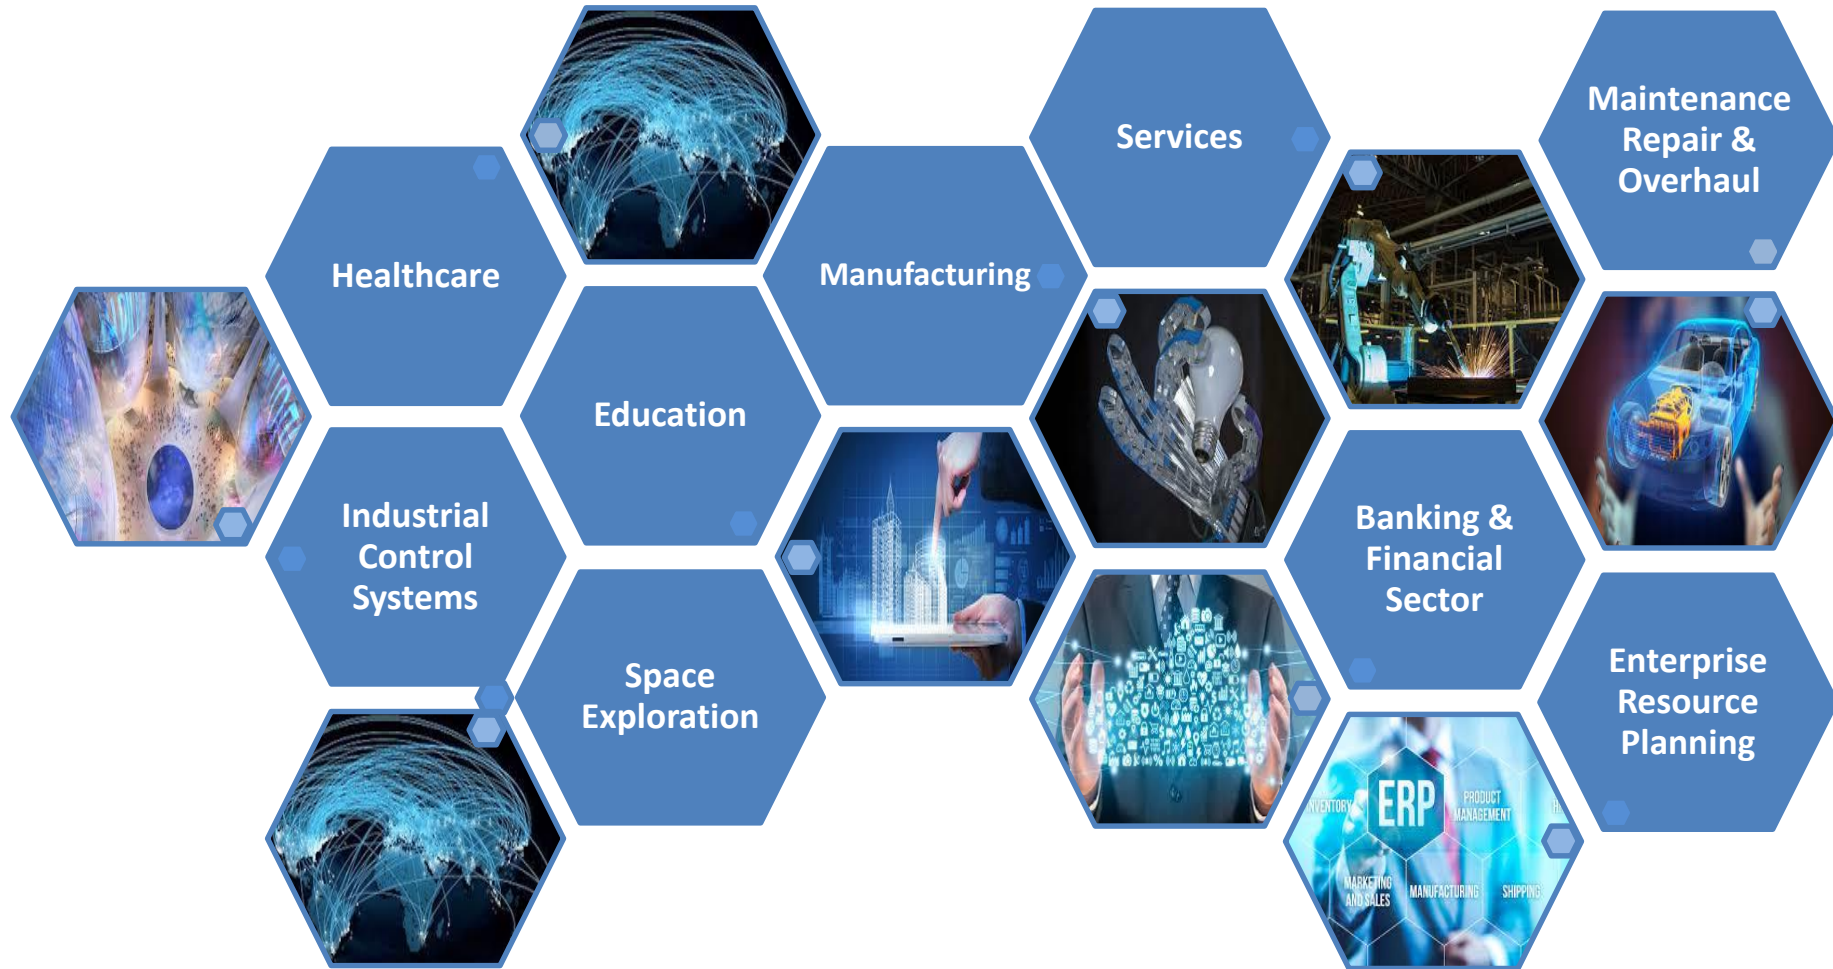 Healthcare
Industrial
Control
Systems
Education
Space
Exploration
Manufacturing
Services
Banking &
Financial
Sector
Maintenance
Repair &
Overhaul
Enterprise
Resource
Planning
ERP
PRODUCT
MANAGEMENT
MARKETING
AND SALES
MANUFACTURING
SHIPPING